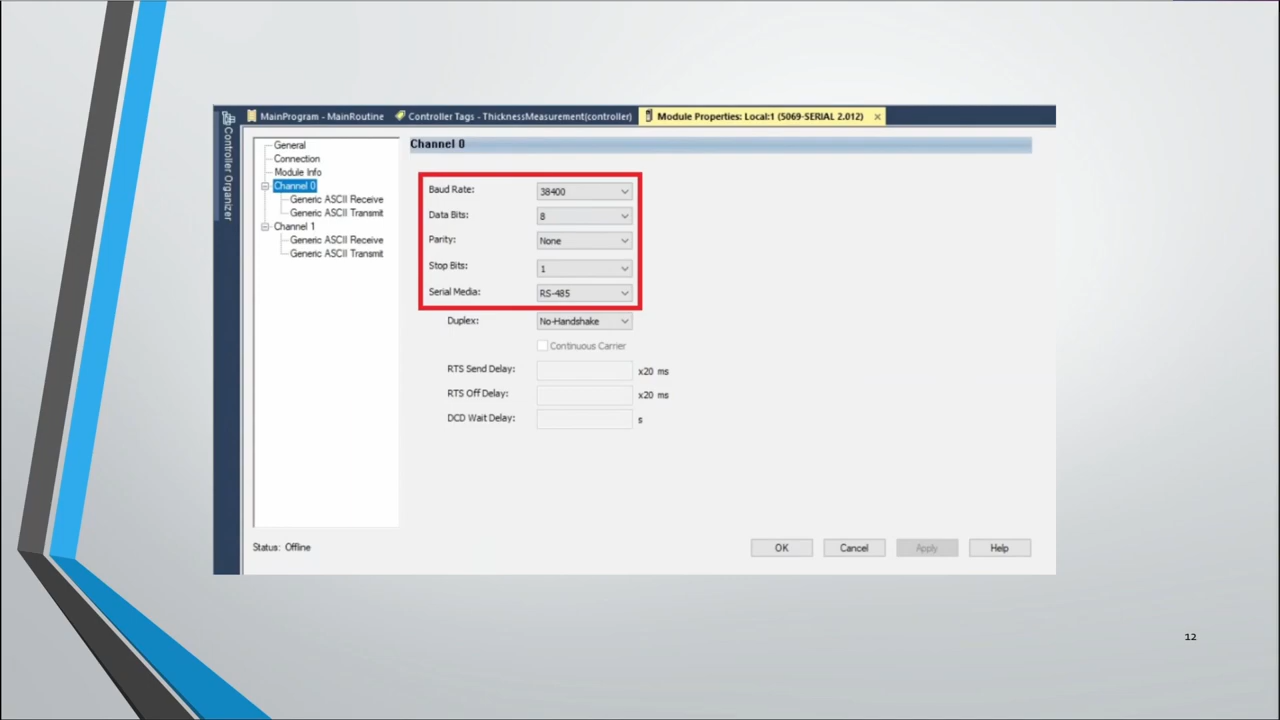 MainProgram - MainRoutine
Controller Tags - ThicknessMeasurement(controller)
Module Properties: Local:1 (5069-SERIAL 2.012)
Controller Organizer
General
Connection
Module Info
Channel 0
Generic ASCII Receive
Generic ASCII Transmit
Channel 1
Generic ASCII Receive
Generic ASCII Transmit
Channel 0
Baud Rate: 38400
Data Bits: 8
Parity: None
Stop Bits: 1
Serial Media: RS-485
Duplex: No-Handshake
Continuous Carrier
RTS Send Delay: x20 ms
RTS Off Delay: x20 ms
DCD Wait Delay: s
Status: Offline
OK Cancel Apply Help
12